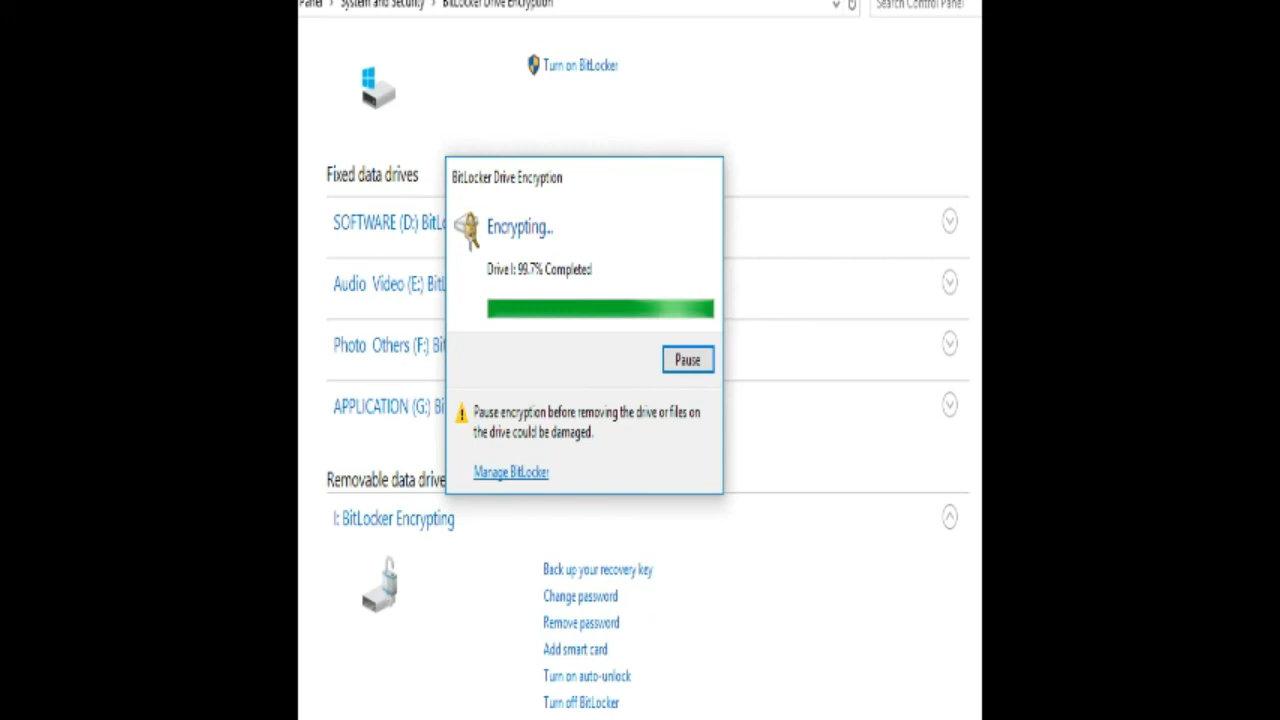 Panel > System and Security > BitLocker Drive Encryption
Search Control Panel
Turn on BitLocker
Fixed data drives
BitLocker Drive Encryption
SOFTWARE (D:)
Encrypting...
Drive I: 99.7% Completed
Audio Video (E:)
Photo Others (F:)
Pause
APPLICATION (G:)
Pause encryption before removing the drive or files on
the drive could be damaged.
Manage BitLocker
Removable data drive
I: BitLocker Encrypting
Back up your recovery key
Change password
Remove password
Add smart card
Turn on auto-unlock
Turn off BitLocker